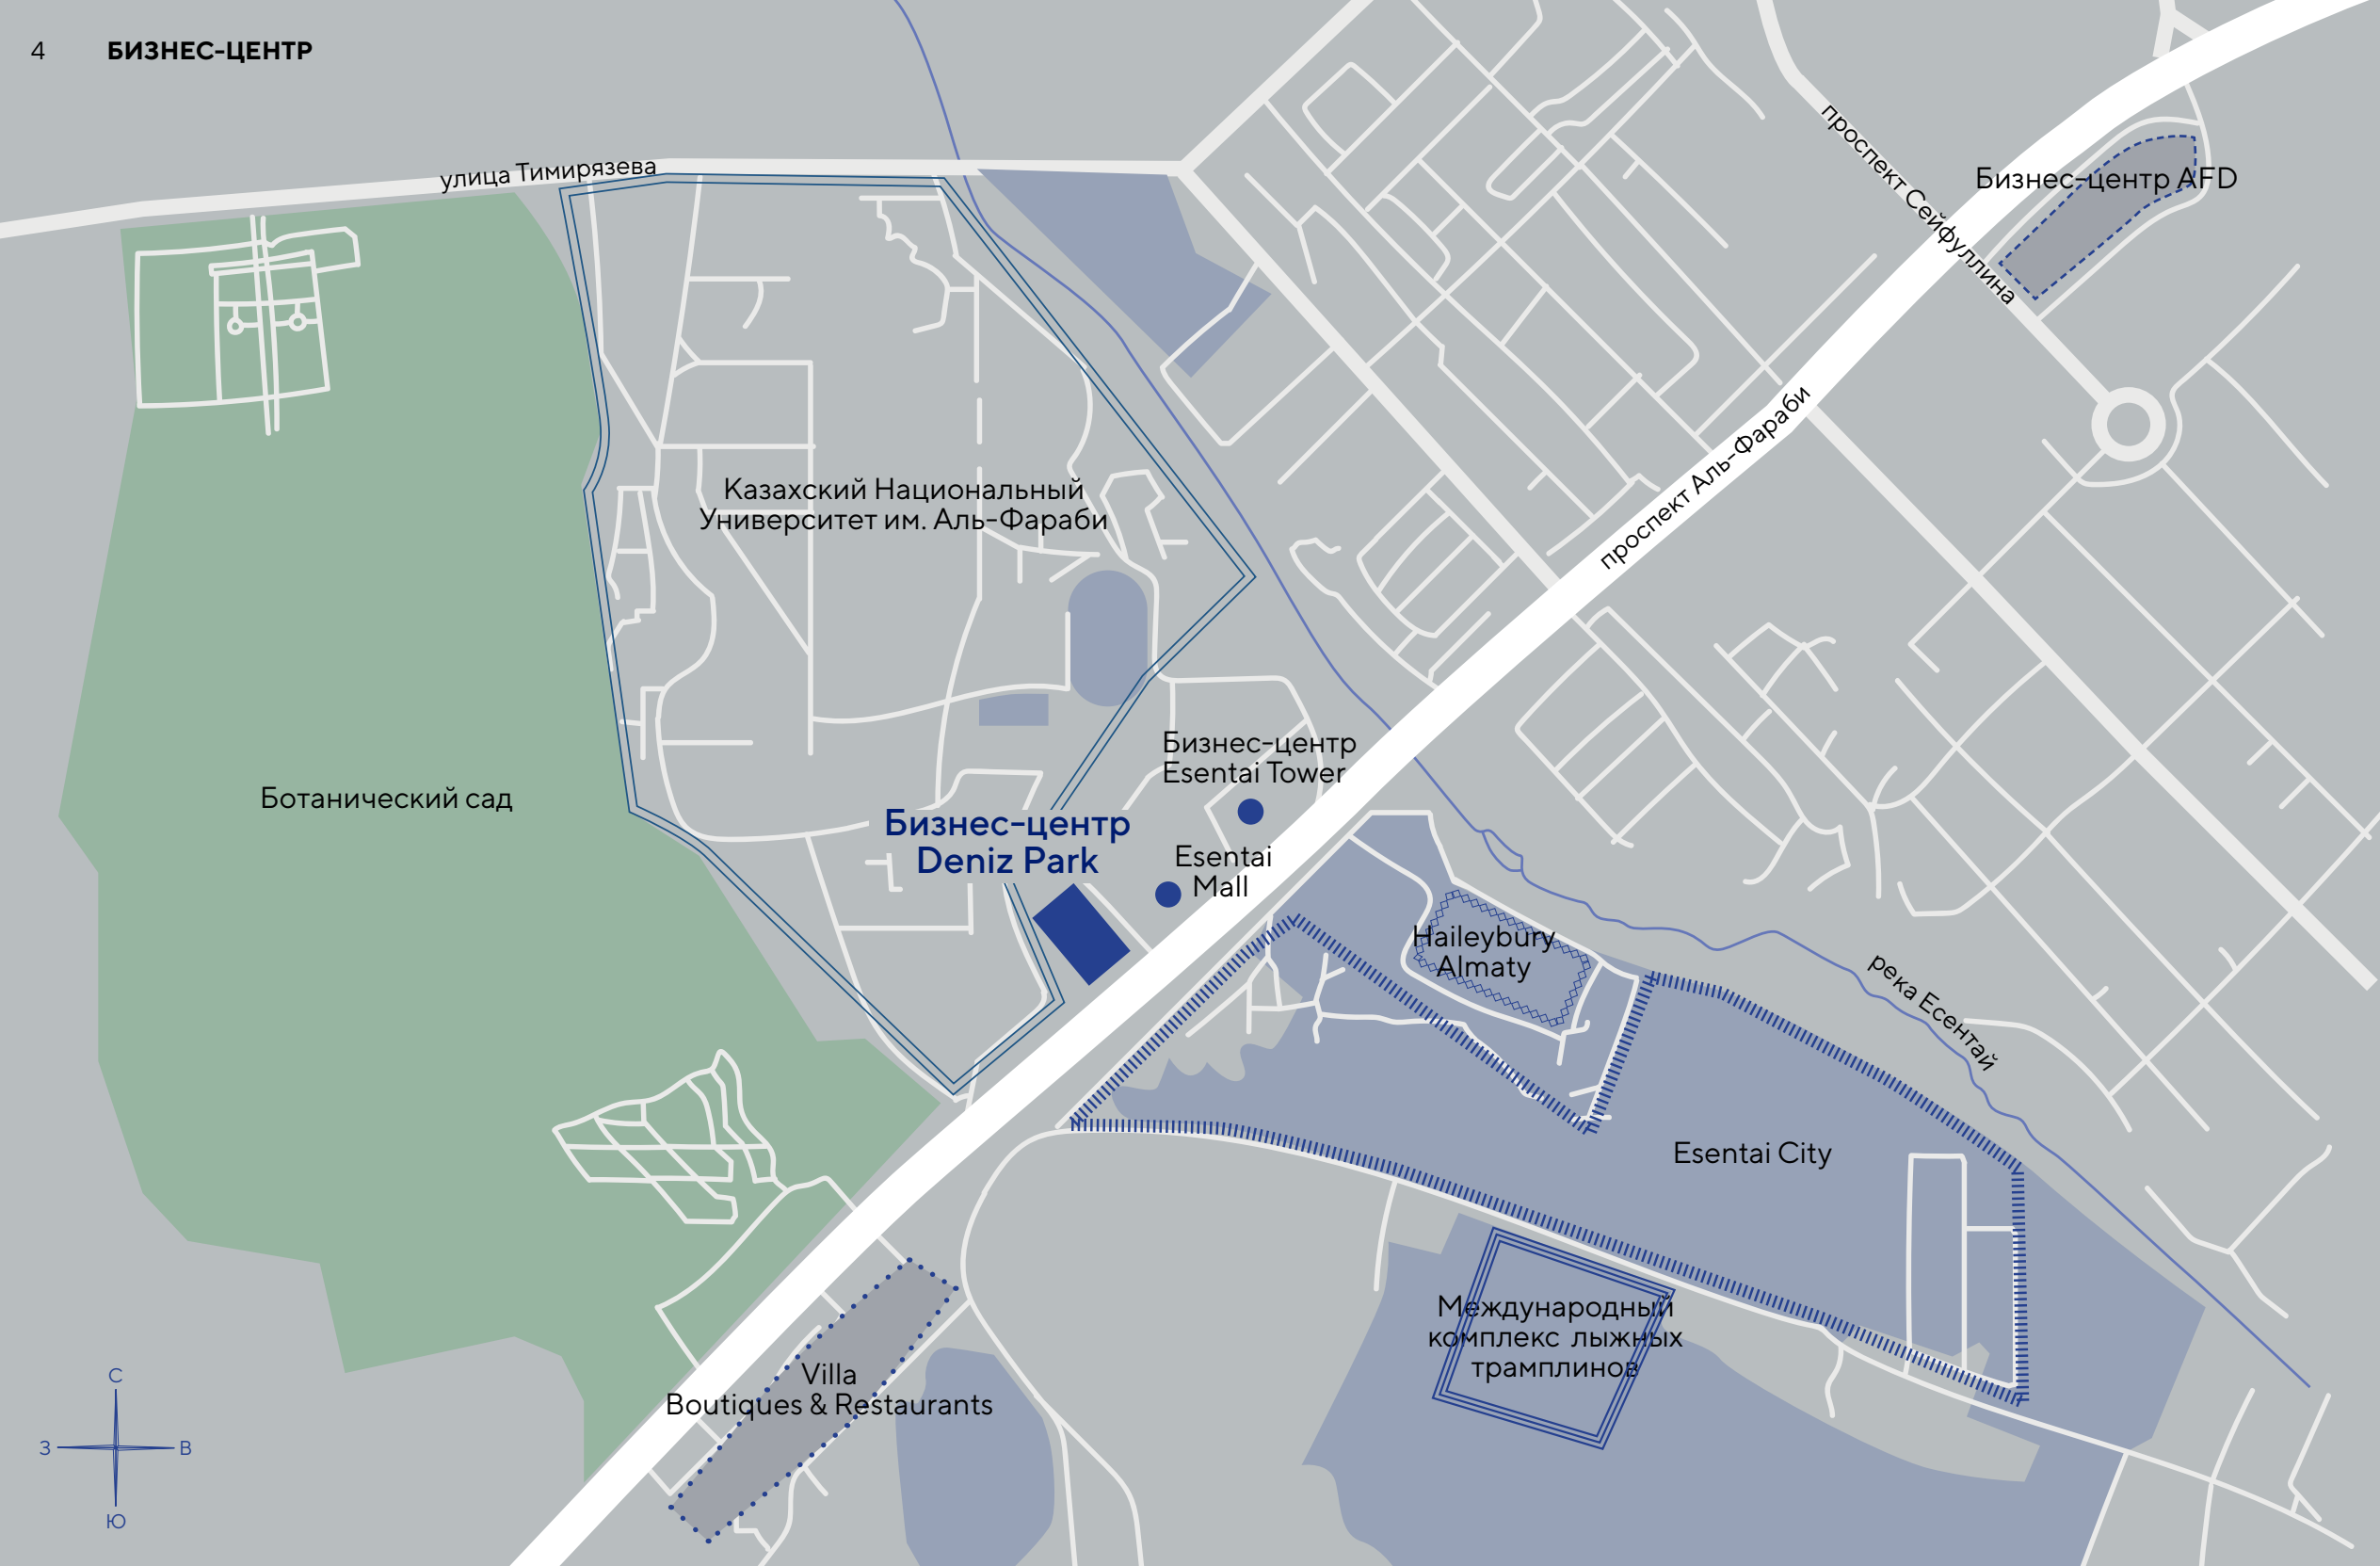 4 БИЗНЕС-ЦЕНТР
улица Тимирязева
проспект Сейфуллина
Бизнес-центр AFD
проспект Аль-Фараби
Казахский Национальный
Университет им. Аль-Фараби
Ботанический сад
Бизнес-центр
Esentai Tower
Бизнес-центр
Deniz Park
Esentai
Mall
Haileybury
Almaty
река Есентай
Esentai City
Международный
комплекс лыжных
трамплинов
Villa
Boutiques & Restaurants
С
З
В
Ю